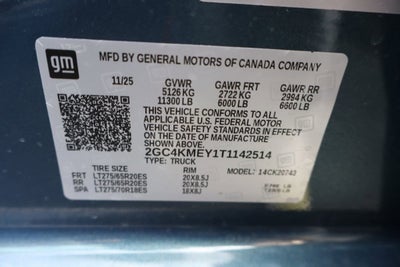 gm
MFD BY GENERAL MOTORS OF CANADA COMPANY
11/25 GVWR GAWR FRT GAWR RR
5126 KG 2722 KG 2994 KG
11300 LB 6000 LB 6600 LB
THIS VEHICLE CONFORMS TO ALL
APPLICABLE U.S. FEDERAL MOTOR
VEHICLE SAFETY STANDARDS IN
EFFECT ON THE DATE OF MANUFACTURE
SHOWN ABOVE.
2GC4KMEY1T1142514
TYPE: TRUCK
TIRE SIZE RIM MODEL: 14CK20743
FRT LT275/65R20ES 20X8.5J
RR LT275/65R20ES 20X8.5J
SPA LT275/70R18ES 18X8J